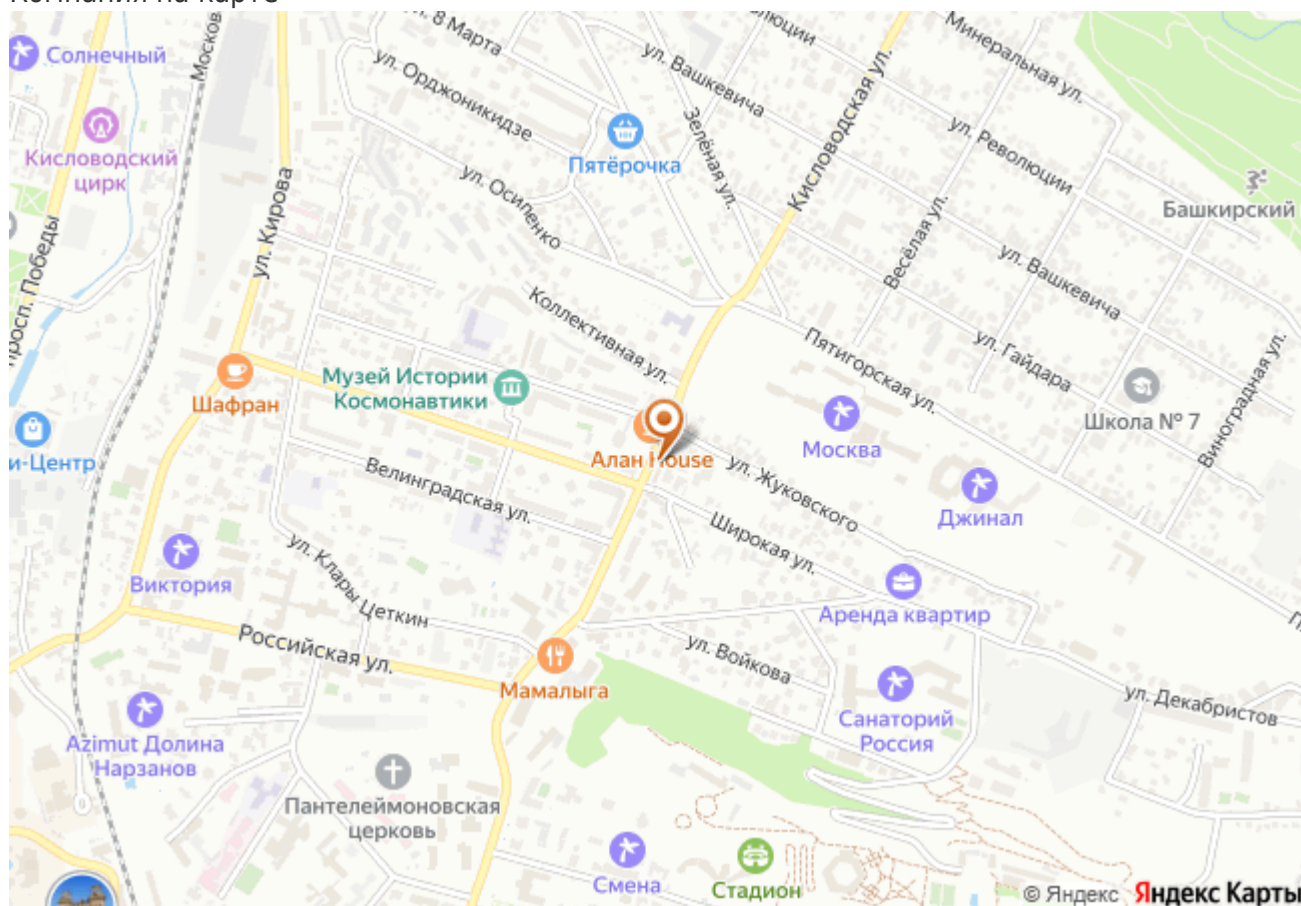 Компания на карте
ул. 8 Марта
Минеральная ул.
Солнечный
ул. Вашкевича
ул. Орджоникидзе
Кисловодская ул.
Зелёная ул.
ул. Революции
Кисловодский
цирк
Пятёрочка
ул. Осипенко
Башкирский
ул. Кирова
Весёлая ул.
просп. Победы
ул. Вашкевича
Коллективная ул.
Пятигорская ул.
ул. Гайдара
Виноградная ул.
Музей Истории
Космонавтики
Шафран
Школа № 7
Москва
Алан House
и-Центр
Велинградская ул.
ул. Жуковского
Джинал
Широкая ул.
ул. Клары Цеткин
Виктория
Аренда квартир
Российская ул.
ул. Войкова
Мамалыга
ул. Декабристов
Санаторий
Россия
Azimut Долина
Нарзанов
9
Пантелеймоновская
церковь
Смена
Стадион
© Яндекс Яндекс Карты